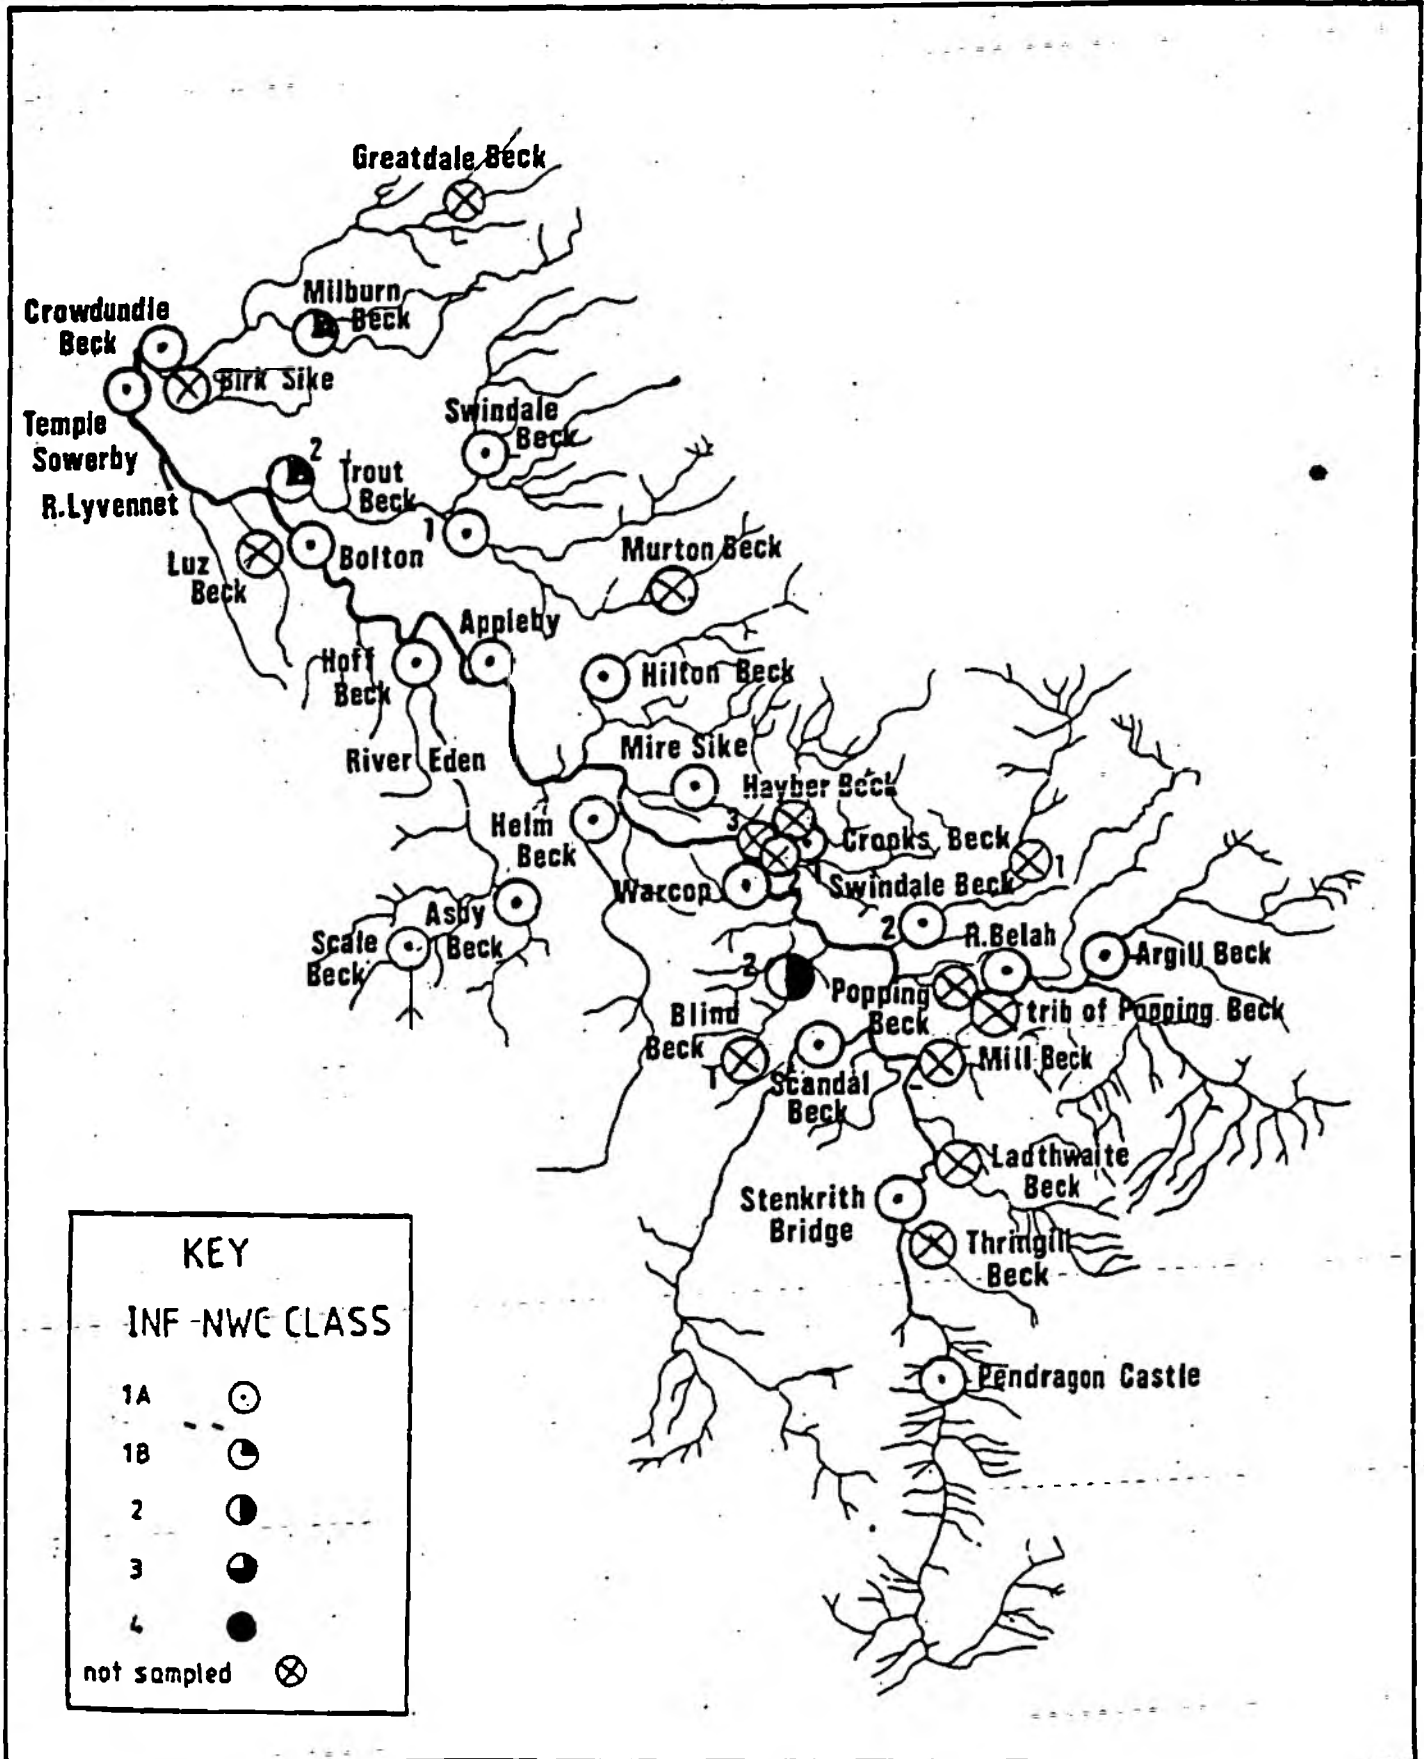 Greatdale Beck
Milburn
Beck
Crowdundle
Beck
Birk Sike
Temple
Sowerby
Swindale
Beck
2
Trout
Beck
R.Lyvennet
1
Luz
Beck
Bolton
Murton Beck
Appleby
Hoff
Beck
Hilton Beck
River Eden
Mire Sike
Hayber Beck
3
Helm
Beck
Crooks Beck
1
1
Swindale Beck
Warcop
2
Asby
Beck
2
R.Belah
Scale
Beck
Argill Beck
2
Popping
Beck
trib of Popping Beck
Blind
Beck
1
Mill Beck
Scandal
Beck
Ladthwaite
Beck
Stenkrith
Bridge
Thringill
Beck
Pendragon Castle
KEY
INF-NWC CLASS
1A
1B
2
3
4
not sampled